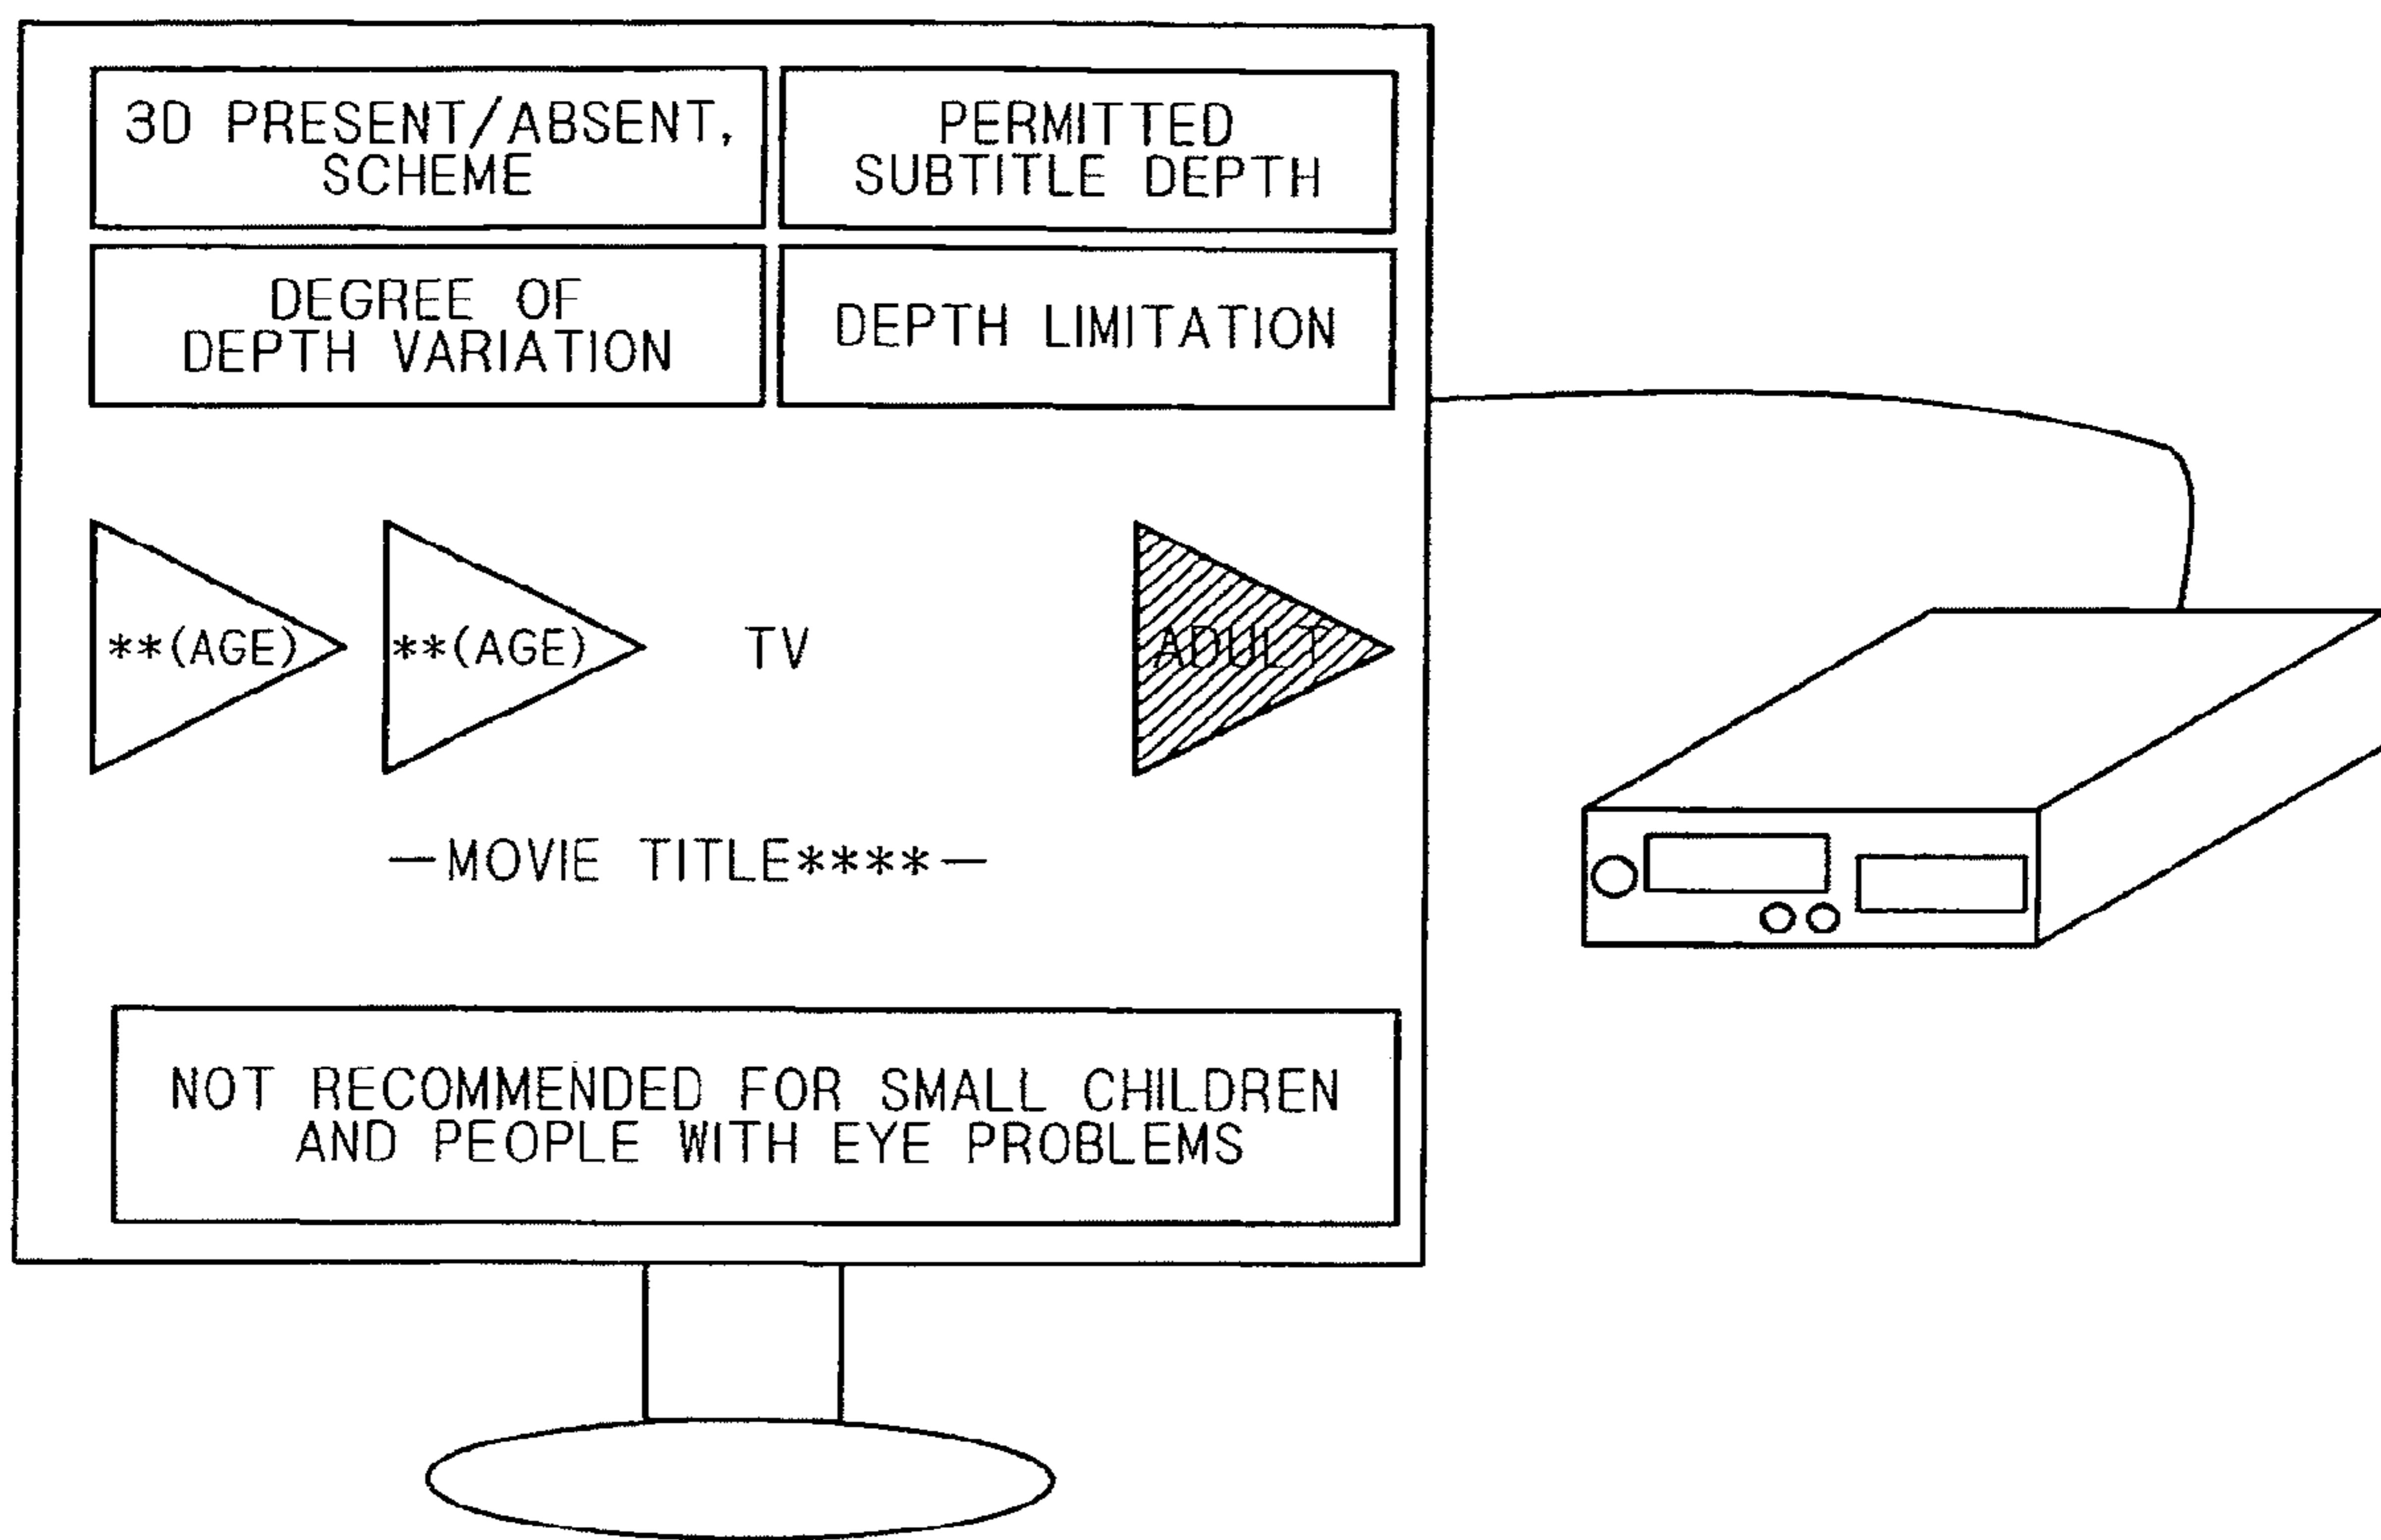 3D PRESENT/ABSENT,
SCHEME
PERMITTED
SUBTITLE DEPTH
DEGREE OF
DEPTH VARIATION
DEPTH LIMITATION
**(AGE)
**(AGE)
TV
ADULT
—MOVIE TITLE****—
NOT RECOMMENDED FOR SMALL CHILDREN
AND PEOPLE WITH EYE PROBLEMS